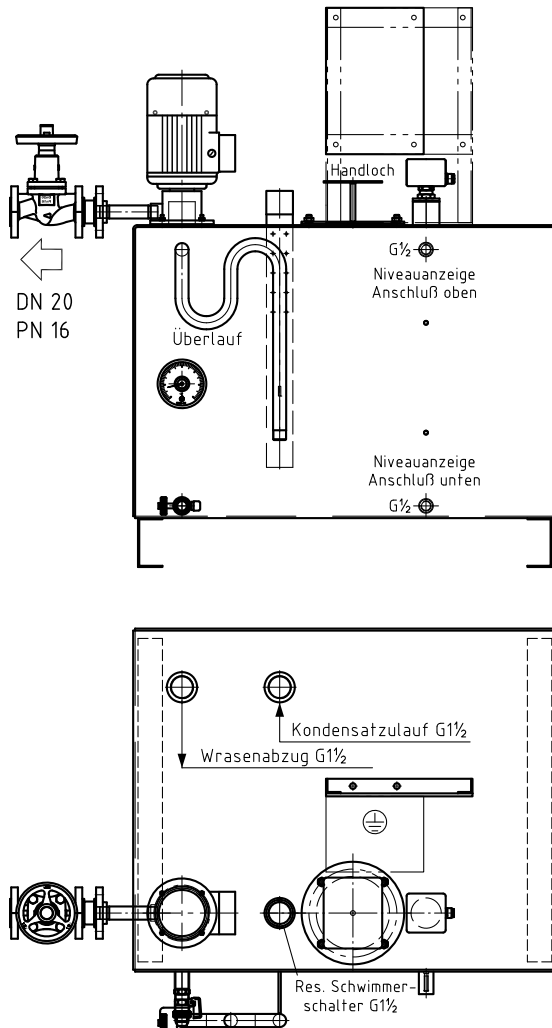 Handloch
G½
Niveauanzeige
Anschluß oben
DN 20
PN 16
Überlauf
Niveauanzeige
Anschluß unten
G½
Kondensatzulauf G1½
Wrasenabzug G1½
Res. Schwimmer-
schalter G1½